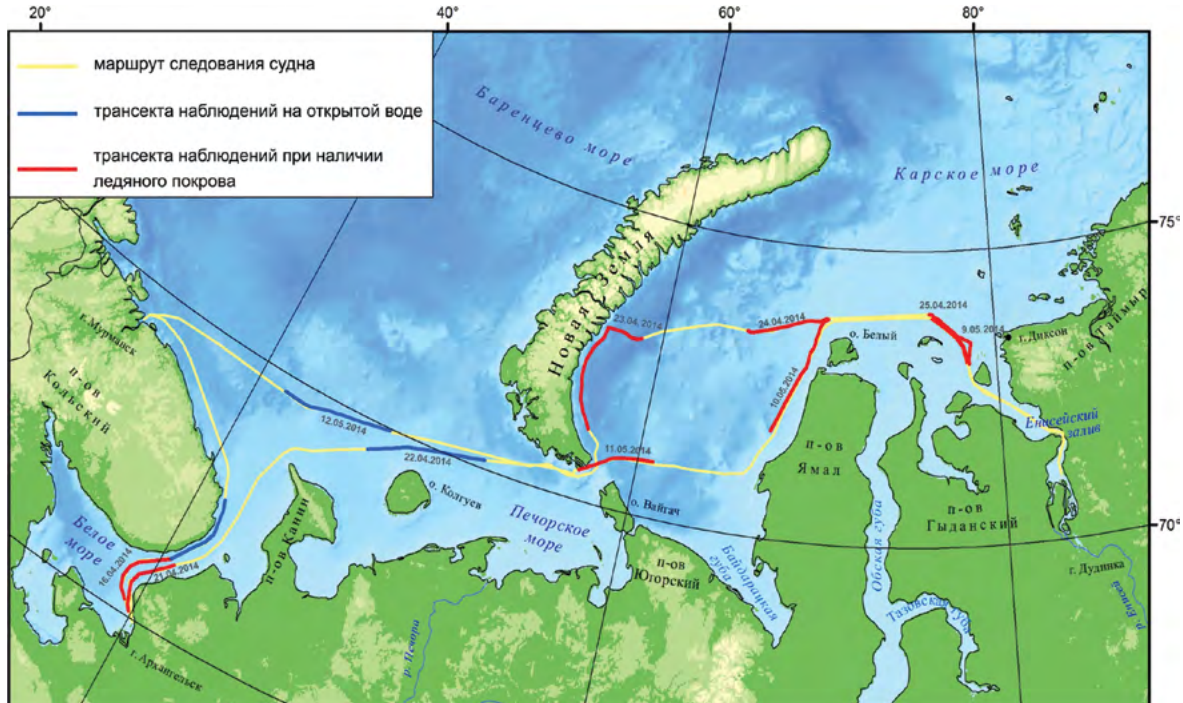 20°
40°
60°
80°
маршрут следования судна
трансекта наблюдений на открытой воде
трансекта наблюдений при наличии
ледяного покрова
Баренцево море
Карское море
75°
Новая Земля
23.04.2014
24.04.2014
25.04.2014
9.05.2014
о. Белый
г. Диксон
п-ов Таймыр
г. Мурманск
п-ов
Кольский
12.05.2014
22.04.2014
11.05.2014
10.05.2014
Енисейский
залив
п-ов
Ямал
о. Колгуев
о. Вайгач
п-ов Канин
Печорское
море
п-ов
Гыданский
70°
Обская губа
Белое
море
16.04.2014
21.04.2014
п-ов
Югорский
Байдарацкая
губа
г. Дудинка
р. Енисей
Тазовская губа
р. Печора
г. Архангельск